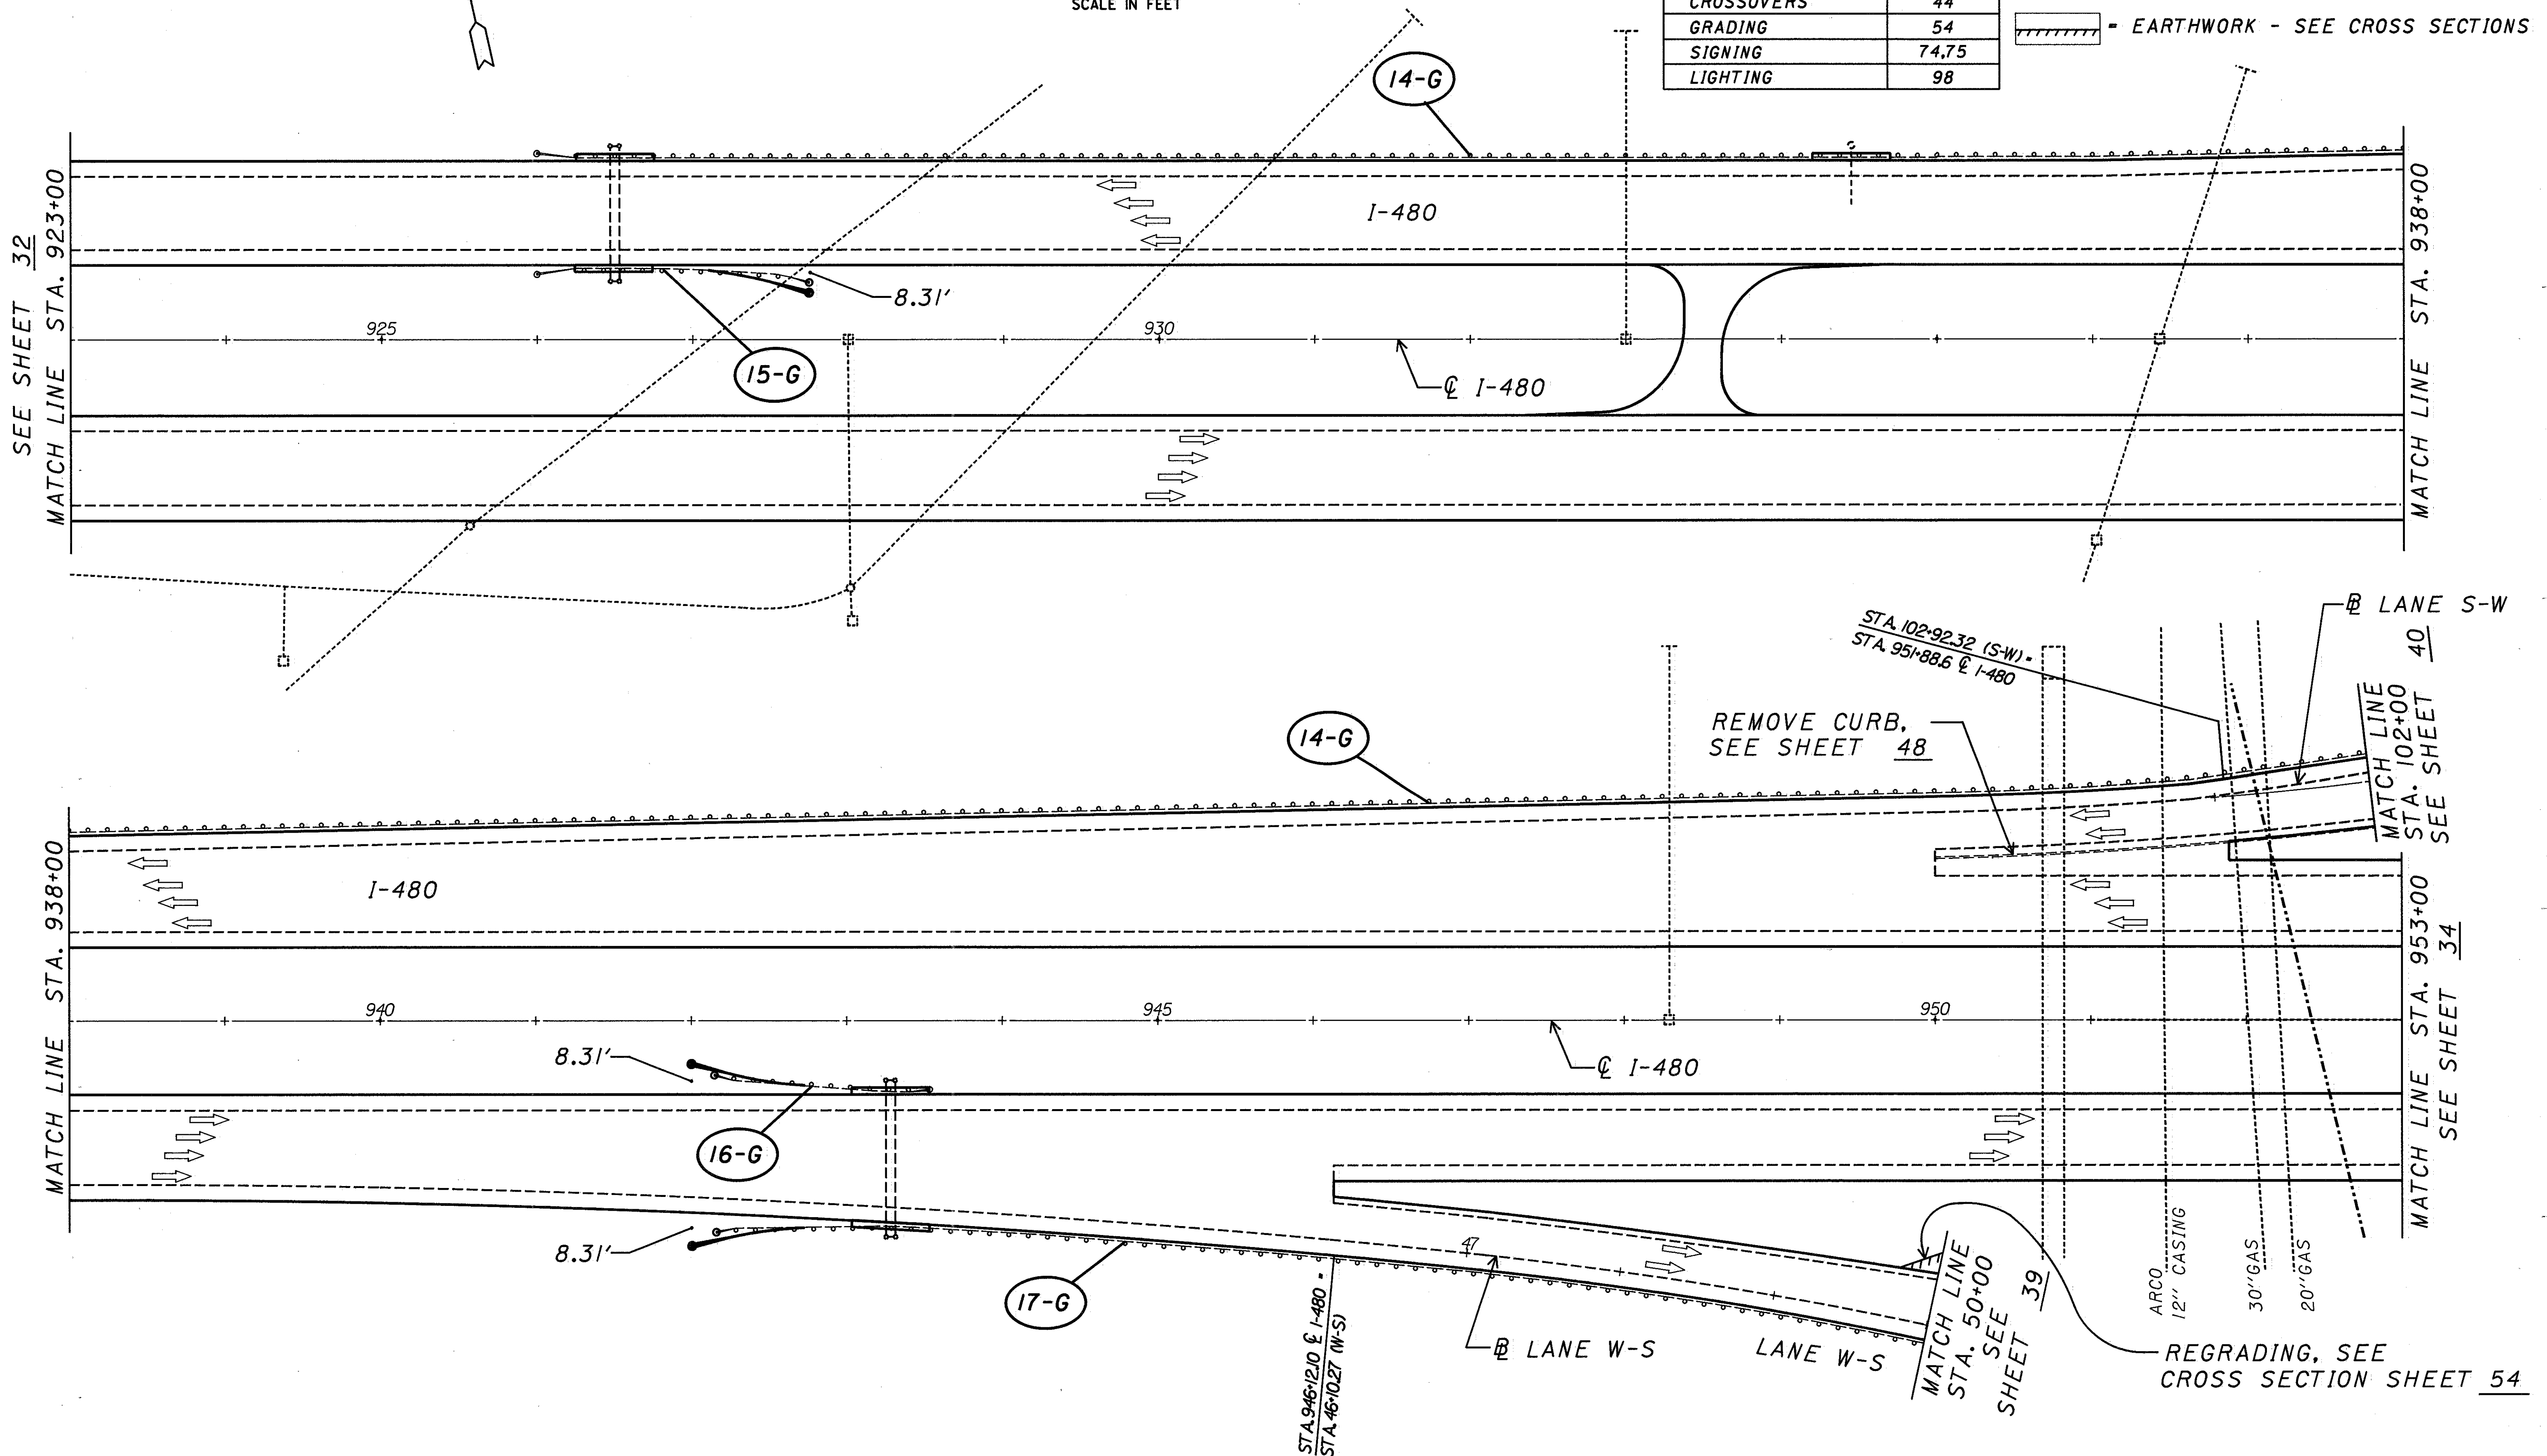 SCALE IN FEET
CROSSOVERS 44
GRADING 54
SIGNING 74,75
LIGHTING 98
= EARTHWORK - SEE CROSS SECTIONS
14-G
SEE SHEET 32
MATCH LINE STA. 923+00
I-480
8.31'
925
930
15-G
℄ I-480
MATCH LINE STA. 938+00
STA. 102+92.32 (S-W) =
STA. 951+88.6 ℄ I-480
BL LANE S-W
REMOVE CURB,
SEE SHEET 48
MATCH LINE
STA. 102+00
SEE SHEET 40
14-G
MATCH LINE STA. 938+00
I-480
940
945
950
8.31'
℄ I-480
16-G
8.31'
17-G
47
STA. 946+12.10 ℄ I-480 =
STA. 46+10.27 (W-S)
BL LANE W-S
LANE W-S
MATCH LINE
STA. 50+00
SEE
SHEET 39
ARCO
12" CASING
30" GAS
20" GAS
MATCH LINE STA. 953+00
SEE SHEET 34
REGRADING, SEE
CROSS SECTION SHEET 54